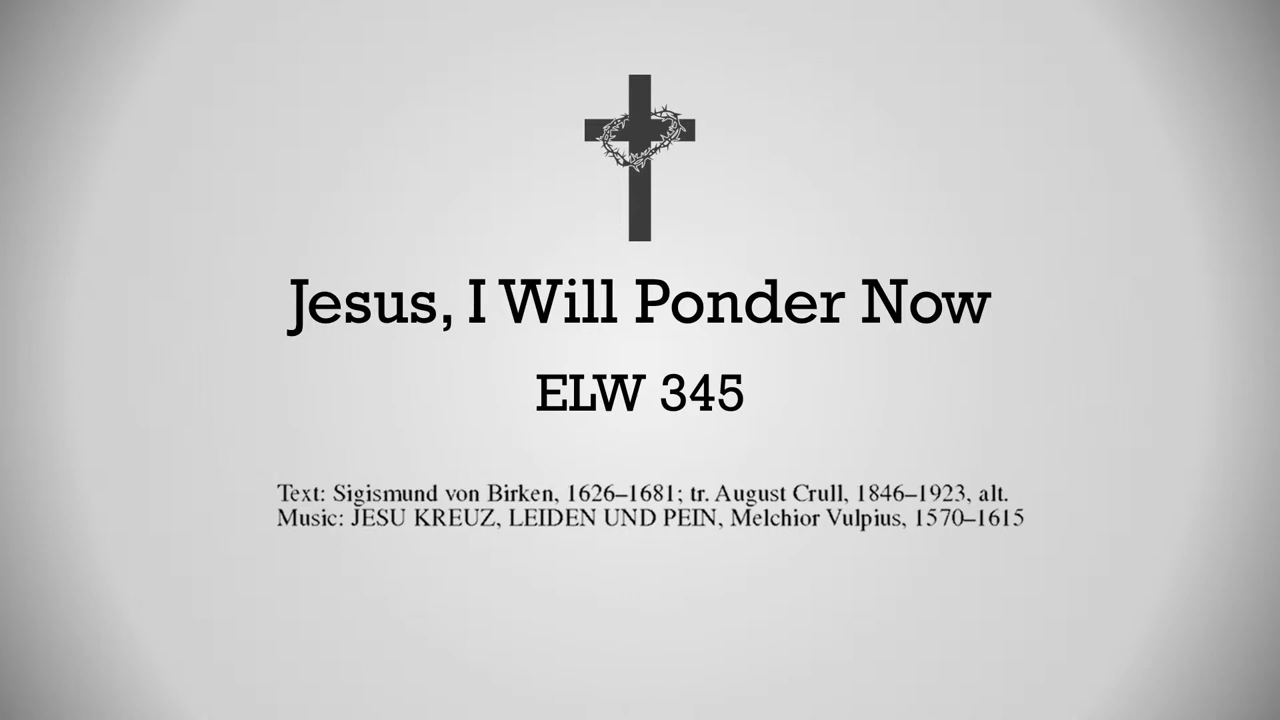 Jesus, I Will Ponder Now
ELW 345
Text: Sigismund von Birken, 1626–1681; tr. August Crull, 1846–1923, alt.
Music: JESU KREUZ, LEIDEN UND PEIN, Melchior Vulpius, 1570–1615